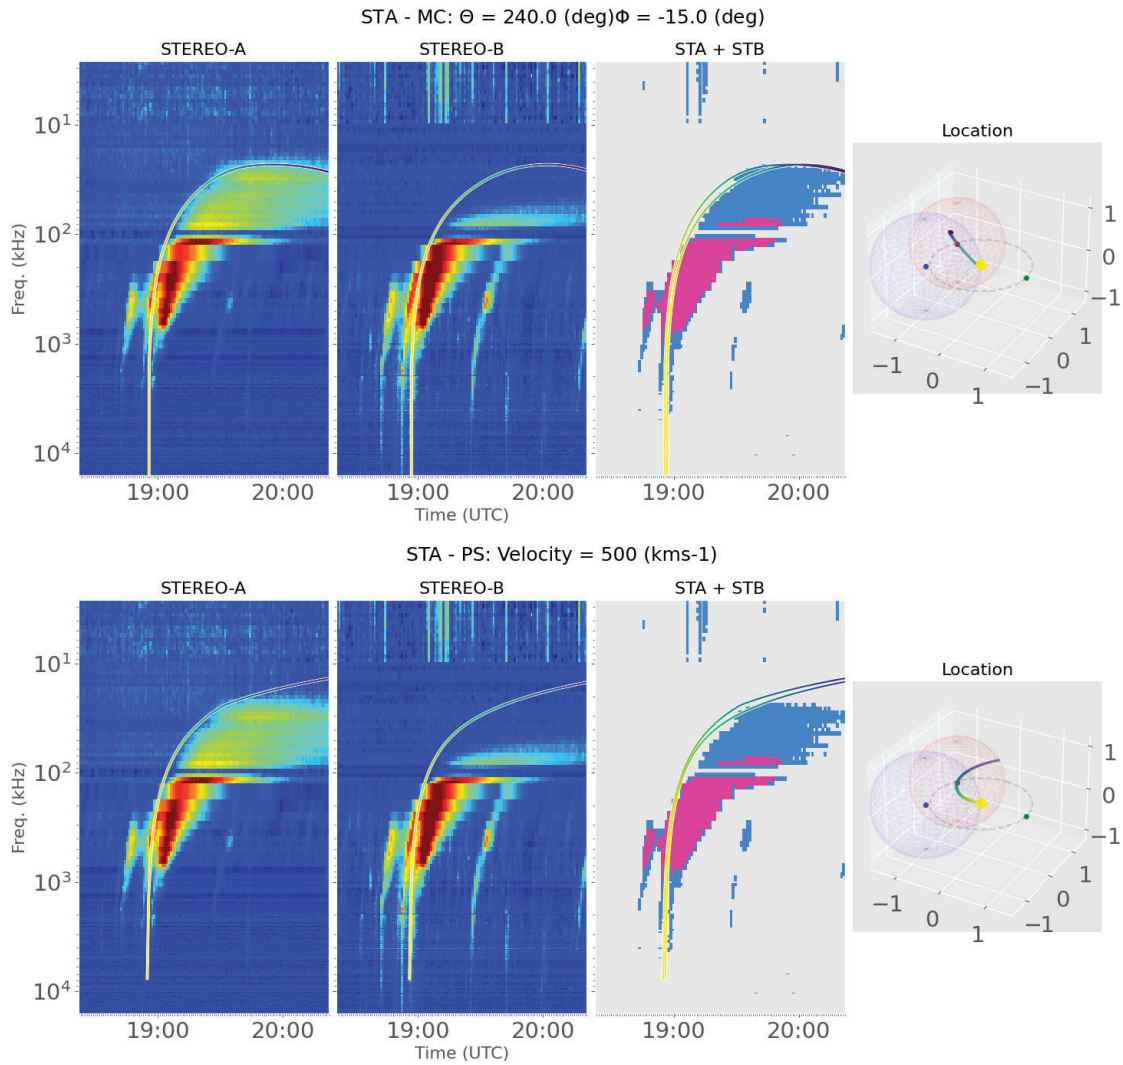 STA - MC: Θ = 240.0 (deg)Φ = -15.0 (deg)
STEREO-A
STEREO-B
STA + STB
Location
Freq. (kHz)
10¹
10²
10³
10⁴
19:00
20:00
19:00
20:00
19:00
20:00
Time (UTC)
1
0
−1
1
0
−1
−1
0
1
STA - PS: Velocity = 500 (kms-1)
STEREO-A
STEREO-B
STA + STB
Location
Freq. (kHz)
10¹
10²
10³
10⁴
19:00
20:00
19:00
20:00
19:00
20:00
Time (UTC)
1
0
−1
1
0
−1
−1
0
1